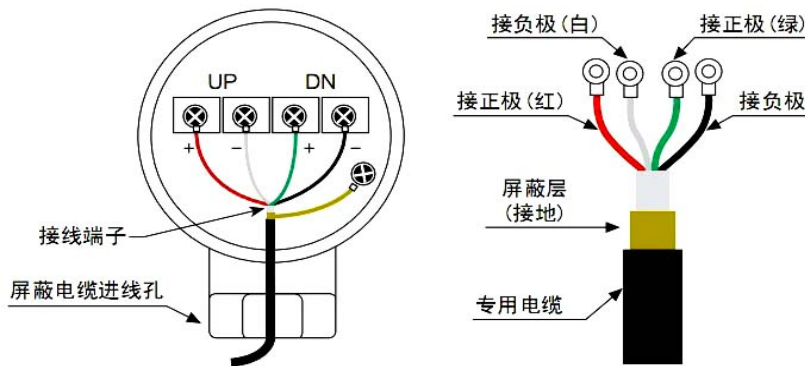 接负极(白)
接正极(绿)
UP
DN
接正极(红)
接负极
+
−
+
−
屏蔽层
(接地)
接线端子
屏蔽电缆进线孔
专用电缆